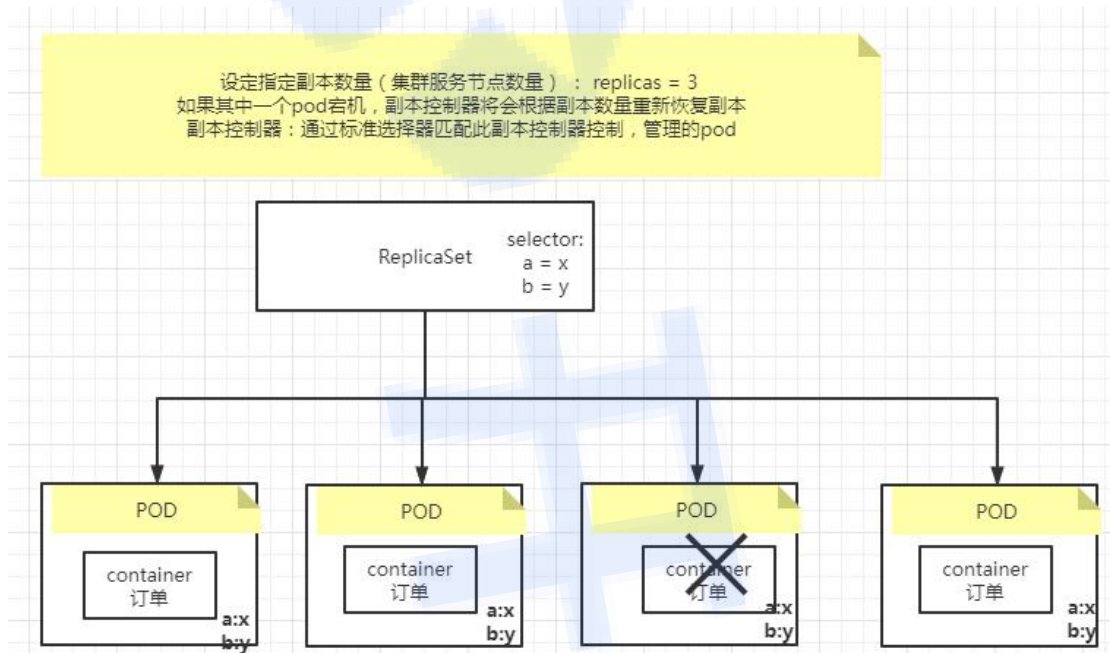 设定指定副本数量（集群服务节点数量）：replicas = 3
如果其中一个pod宕机，副本控制器将会根据副本数量重新恢复副本
副本控制器：通过标准选择器匹配此副本控制器控制，管理的pod
ReplicaSet
selector:
a = x
b = y
POD
container
订单
a:x
b:y
POD
container
订单
a:x
b:y
POD
container
订单
a:x
b:y
POD
container
订单
a:x
b:y